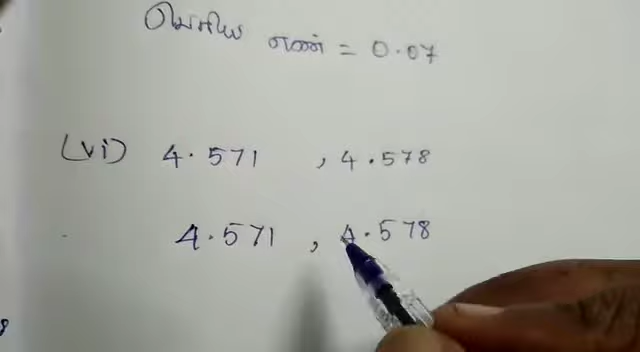 பெரிய எண் = 0.07
(vi) 4.571 , 4.578
4.571 , 4.578